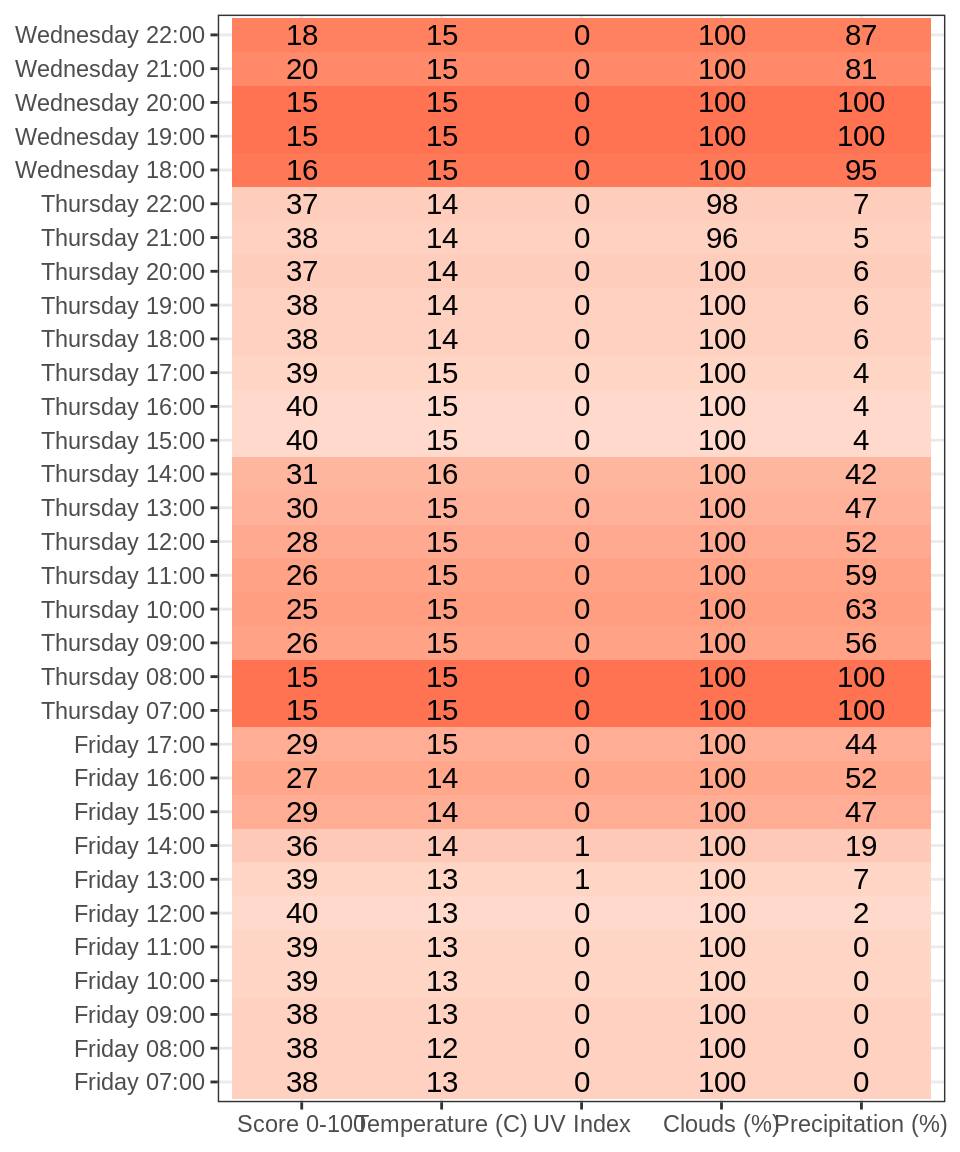 Wednesday 22:00 18 15 0 100 87
Wednesday 21:00 20 15 0 100 81
Wednesday 20:00 15 15 0 100 100
Wednesday 19:00 15 15 0 100 100
Wednesday 18:00 16 15 0 100 95
Thursday 22:00 37 14 0 98 7
Thursday 21:00 38 14 0 96 5
Thursday 20:00 37 14 0 100 6
Thursday 19:00 38 14 0 100 6
Thursday 18:00 38 14 0 100 6
Thursday 17:00 39 15 0 100 4
Thursday 16:00 40 15 0 100 4
Thursday 15:00 40 15 0 100 4
Thursday 14:00 31 16 0 100 42
Thursday 13:00 30 15 0 100 47
Thursday 12:00 28 15 0 100 52
Thursday 11:00 26 15 0 100 59
Thursday 10:00 25 15 0 100 63
Thursday 09:00 26 15 0 100 56
Thursday 08:00 15 15 0 100 100
Thursday 07:00 15 15 0 100 100
Friday 17:00 29 15 0 100 44
Friday 16:00 27 14 0 100 52
Friday 15:00 29 14 0 100 47
Friday 14:00 36 14 1 100 19
Friday 13:00 39 13 1 100 7
Friday 12:00 40 13 0 100 2
Friday 11:00 39 13 0 100 0
Friday 10:00 39 13 0 100 0
Friday 09:00 38 13 0 100 0
Friday 08:00 38 12 0 100 0
Friday 07:00 38 13 0 100 0
Score 0-100 Temperature (C) UV Index Clouds (%) Precipitation (%)